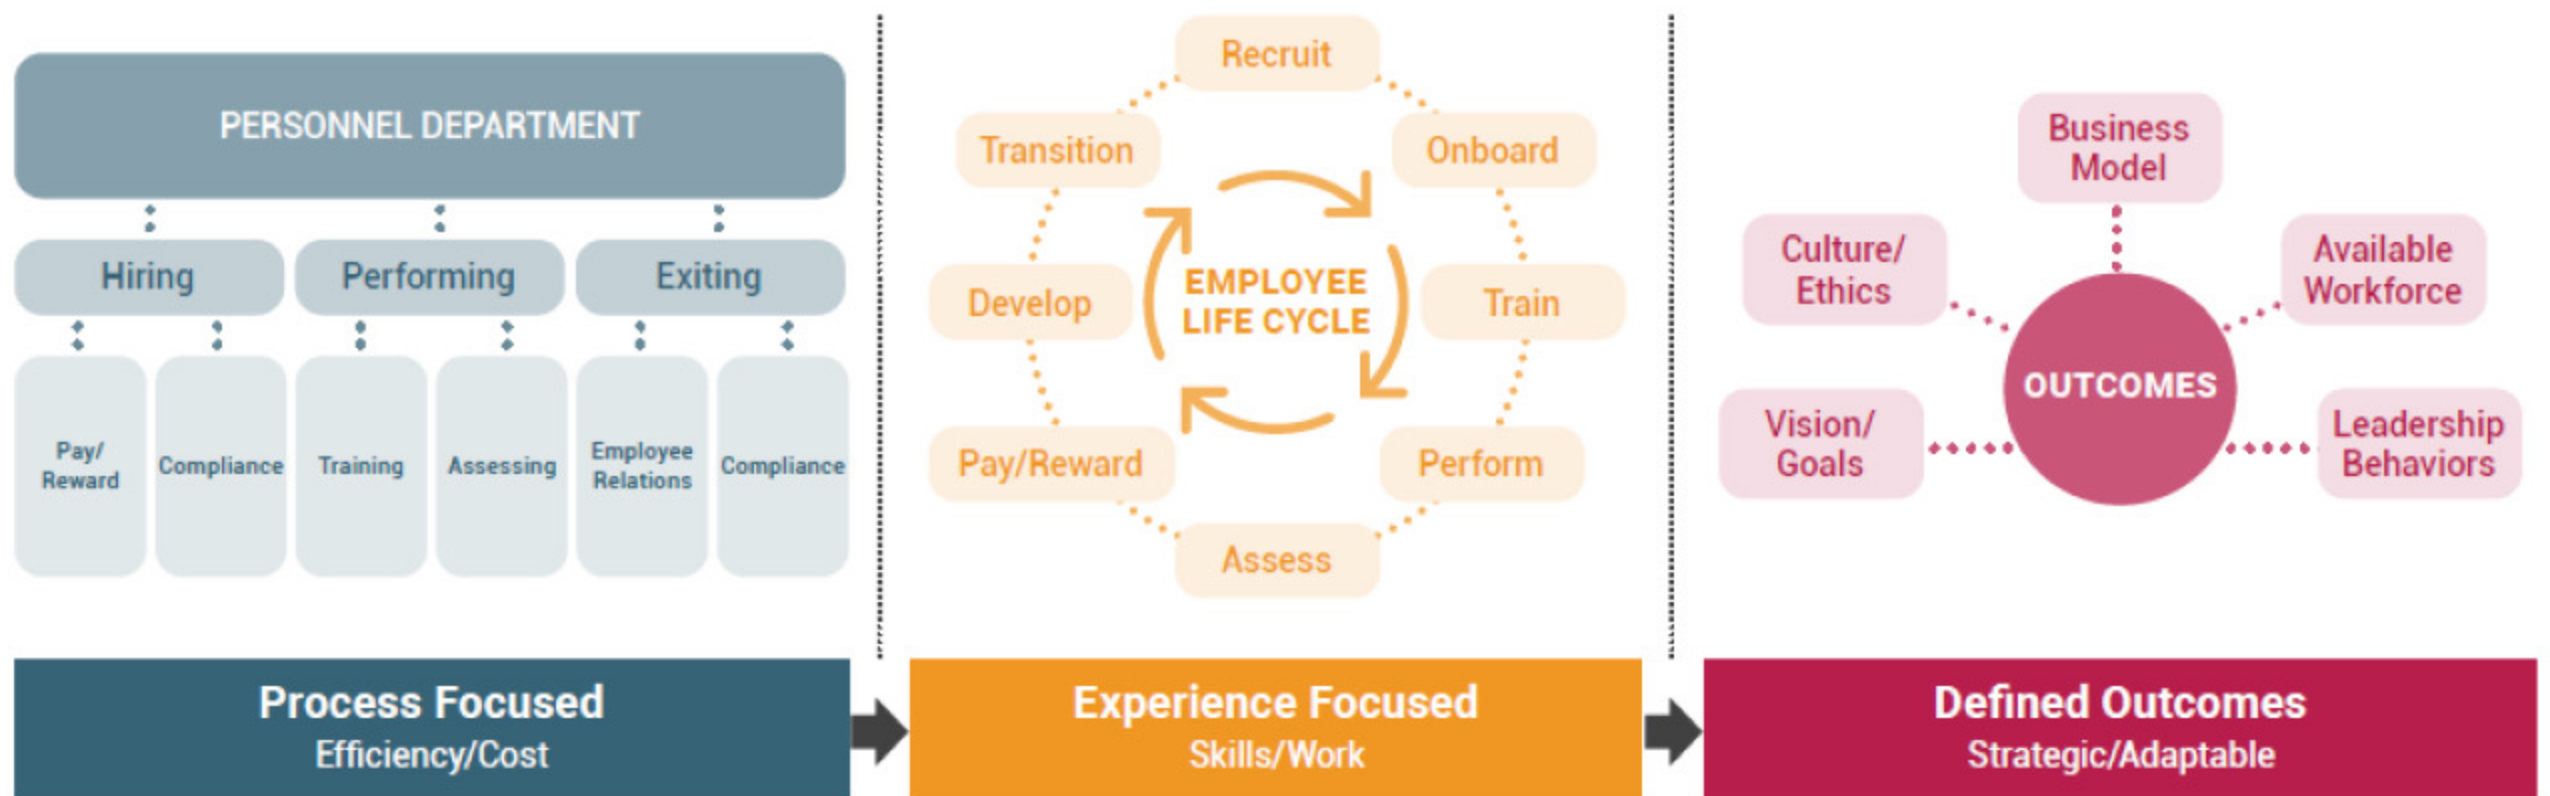 PERSONNEL DEPARTMENT
Hiring
Performing
Exiting
Pay/
Reward
Compliance
Training
Assessing
Employee
Relations
Compliance
Process Focused
Efficiency/Cost
Recruit
Onboard
Train
Perform
Assess
Pay/Reward
Develop
Transition
EMPLOYEE
LIFE CYCLE
Experience Focused
Skills/Work
Business
Model
Available
Workforce
Leadership
Behaviors
Vision/
Goals
Culture/
Ethics
OUTCOMES
Defined Outcomes
Strategic/Adaptable